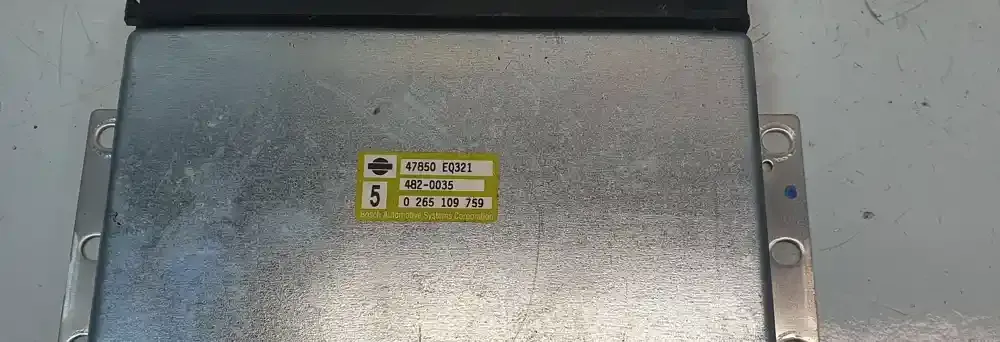 47850 EQ321
482-0035
5
0 265 109 759
Bosch Automotive Systems Corporation